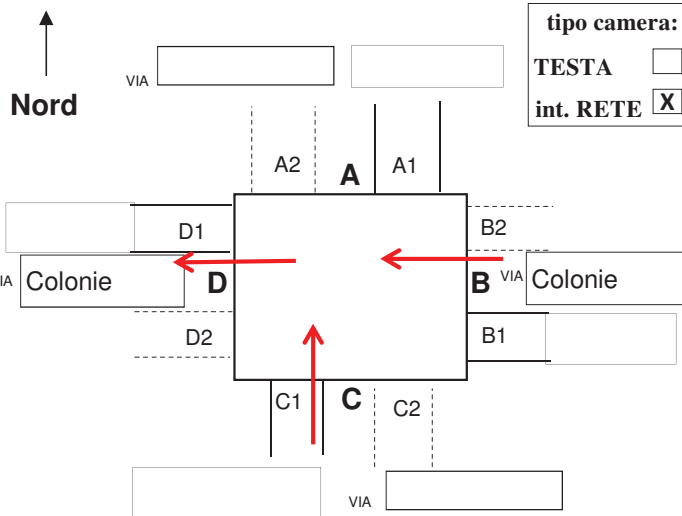 tipo camera:
TESTA
int. RETE X
Nord
VIA
A2
A
A1
D1
B2
VIA Colonie
D
B
VIA Colonie
D2
B1
C1
C
C2
VIA